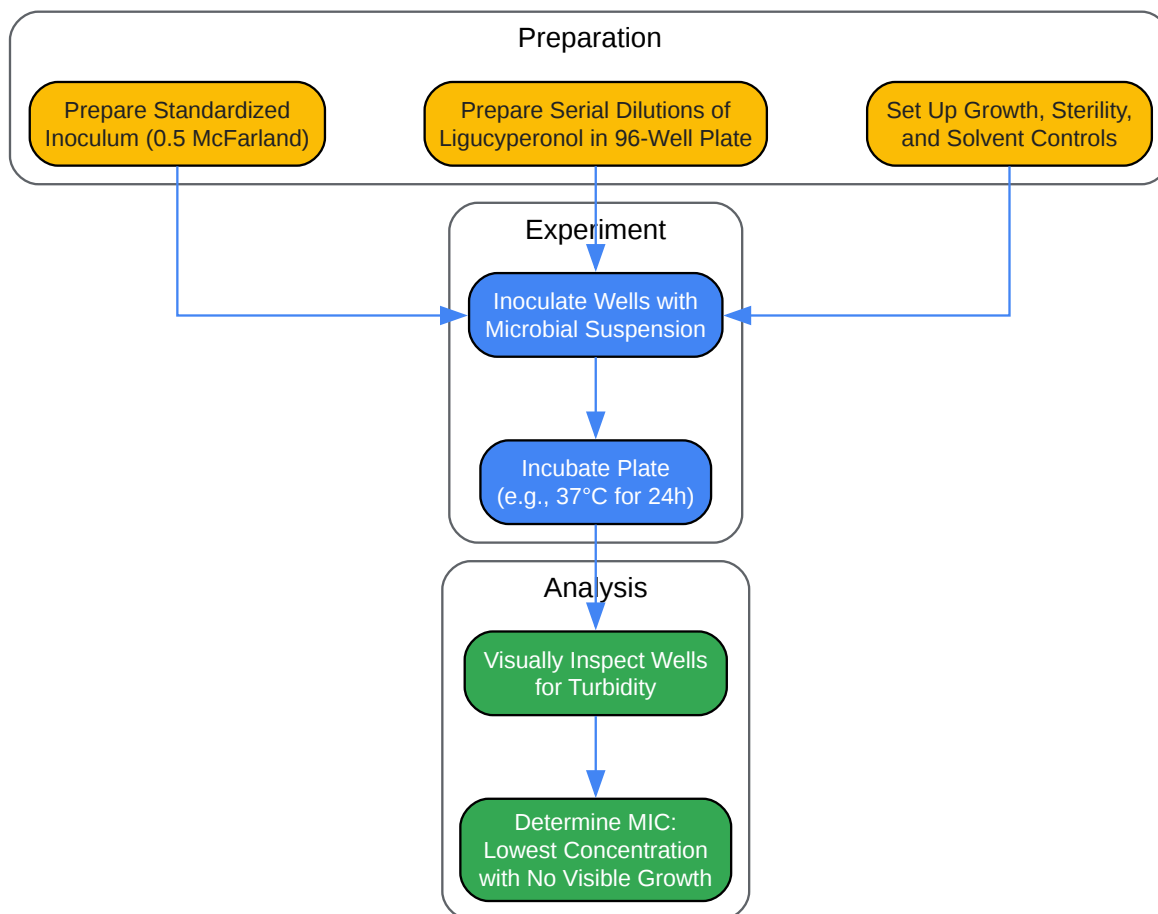 Preparation
Prepare Standardized
Inoculum (0.5 McFarland)
Prepare Serial Dilutions of
Ligucyperonol in 96-Well Plate
Set Up Growth, Sterility,
and Solvent Controls
Experiment
Inoculate Wells with
Microbial Suspension
Incubate Plate
(e.g., 37°C for 24h)
Analysis
Visually Inspect Wells
for Turbidity
Determine MIC:
Lowest Concentration
with No Visible Growth